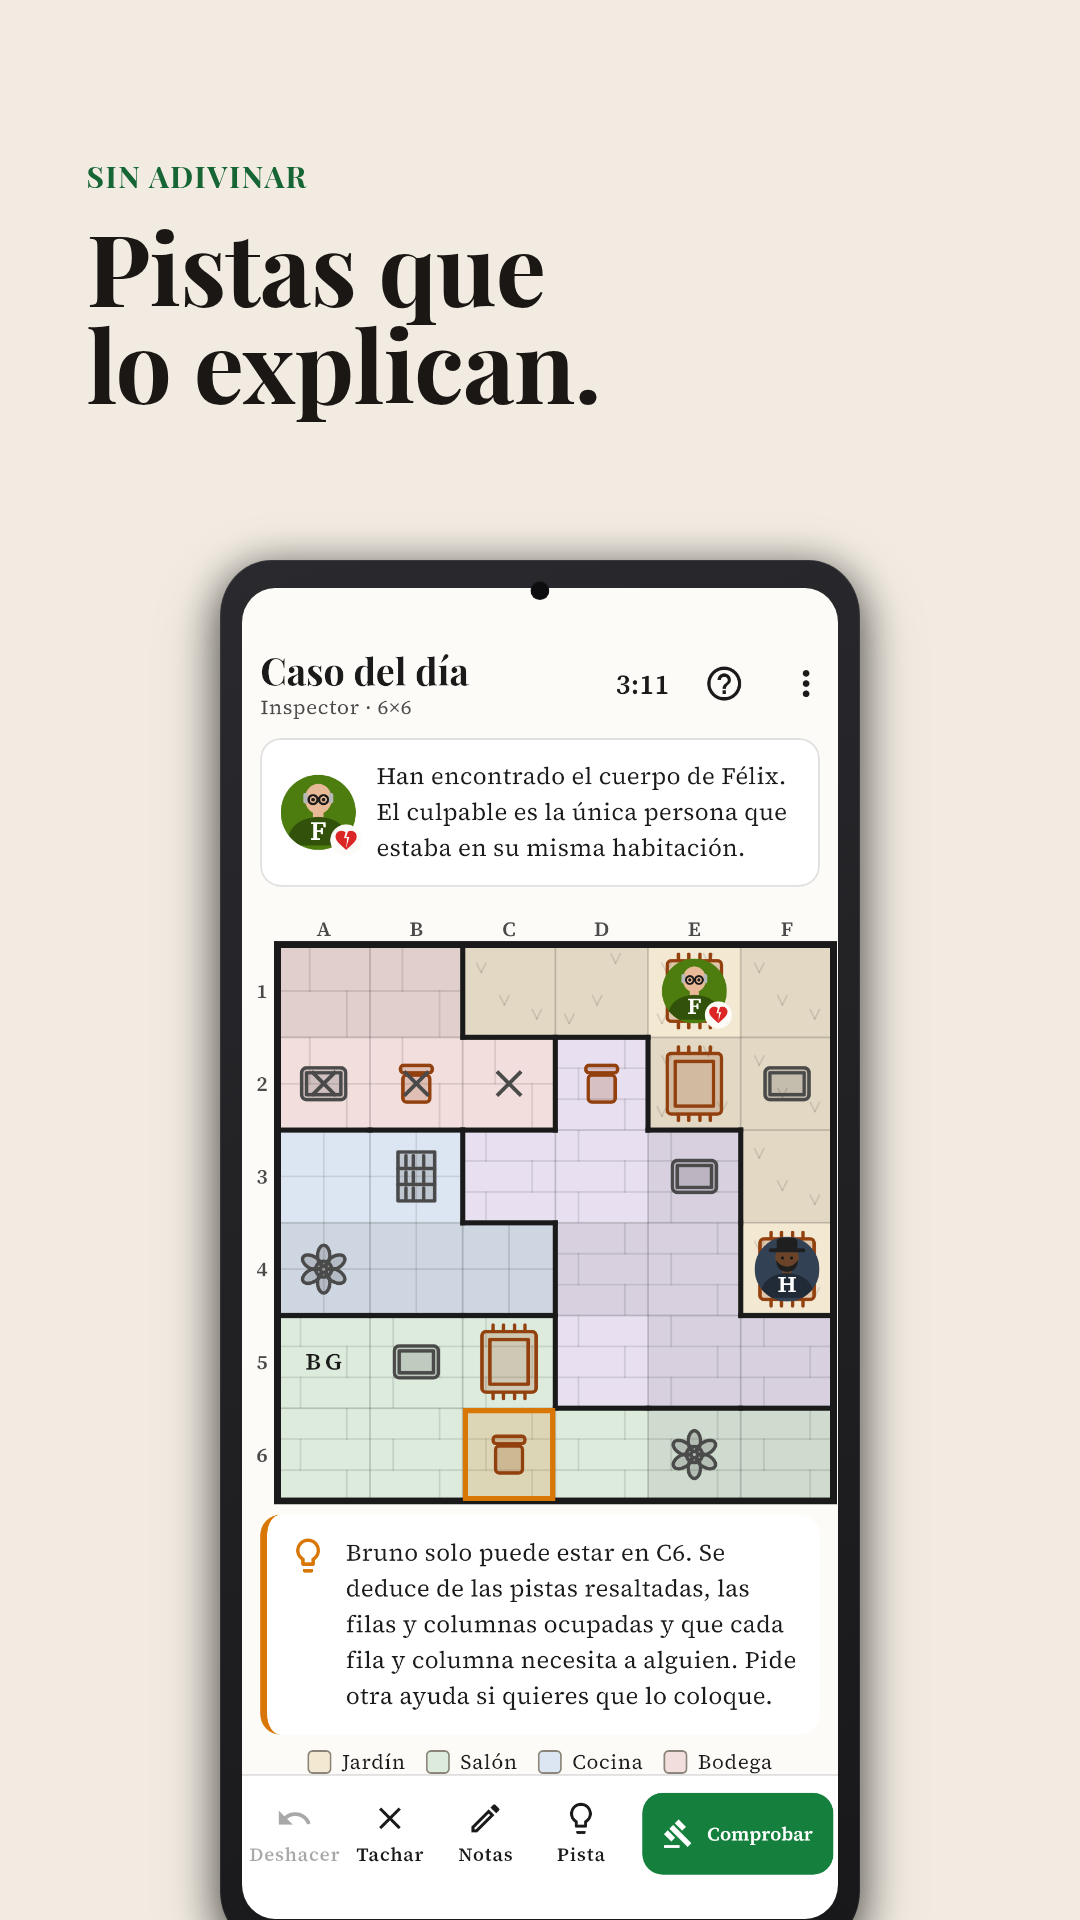 SIN ADIVINAR
Pistas que
lo explican.
Caso del día
Inspector · 6×6
3:11
Han encontrado el cuerpo de Félix.
El culpable es la única persona que
estaba en su misma habitación.
F
A B C D E F
1
F
2
3
4
H
5
B G
6
Bruno solo puede estar en C6. Se
deduce de las pistas resaltadas, las
filas y columnas ocupadas y que cada
fila y columna necesita a alguien. Pide
otra ayuda si quieres que lo coloque.
Jardín Salón Cocina Bodega
Deshacer Tachar Notas Pista Comprobar